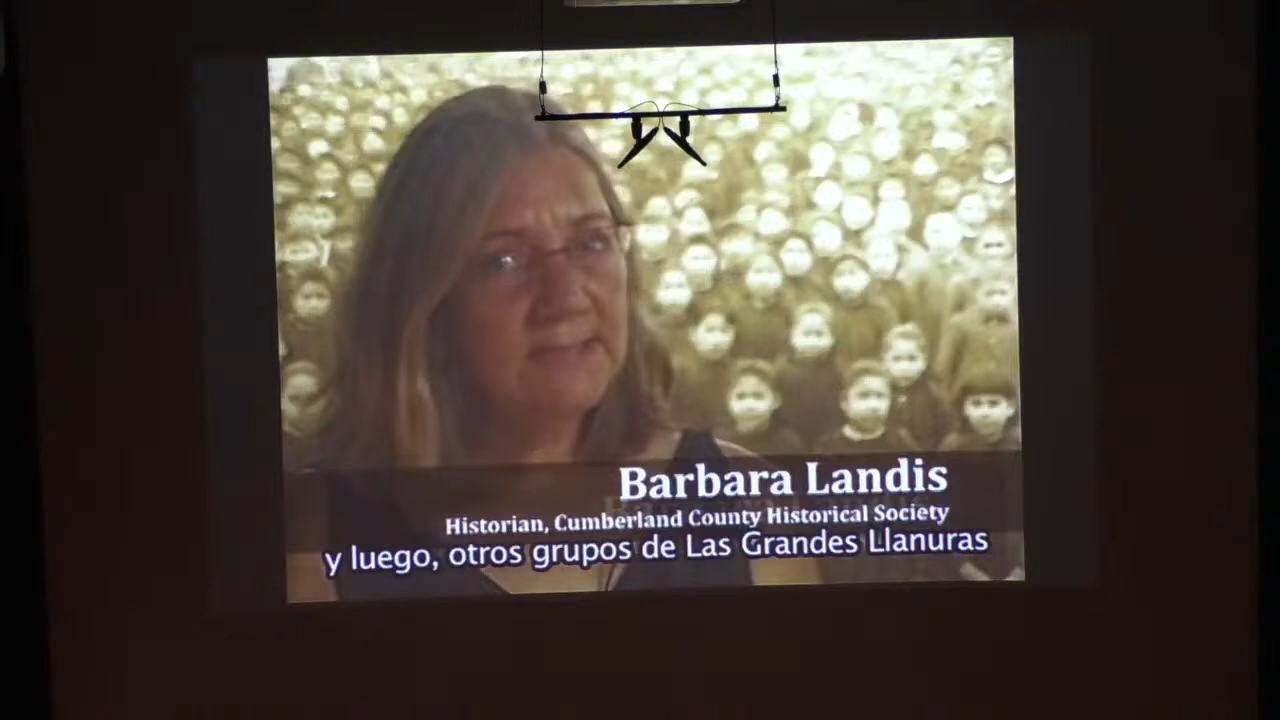 Barbara Landis
Historian, Cumberland County Historical Society
y luego, otros grupos de Las Grandes Llanuras